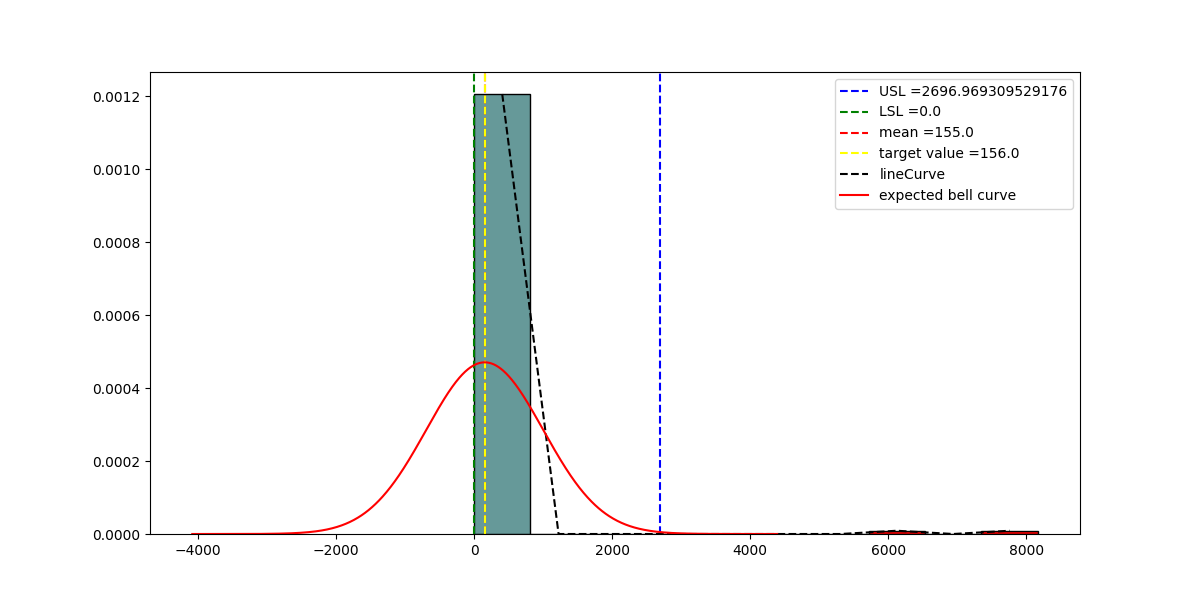 USL =2696.969309529176
LSL =0.0
mean =155.0
target value =156.0
lineCurve
expected bell curve
0.0012
0.0010
0.0008
0.0006
0.0004
0.0002
0.0000
−4000 −2000 0 2000 4000 6000 8000